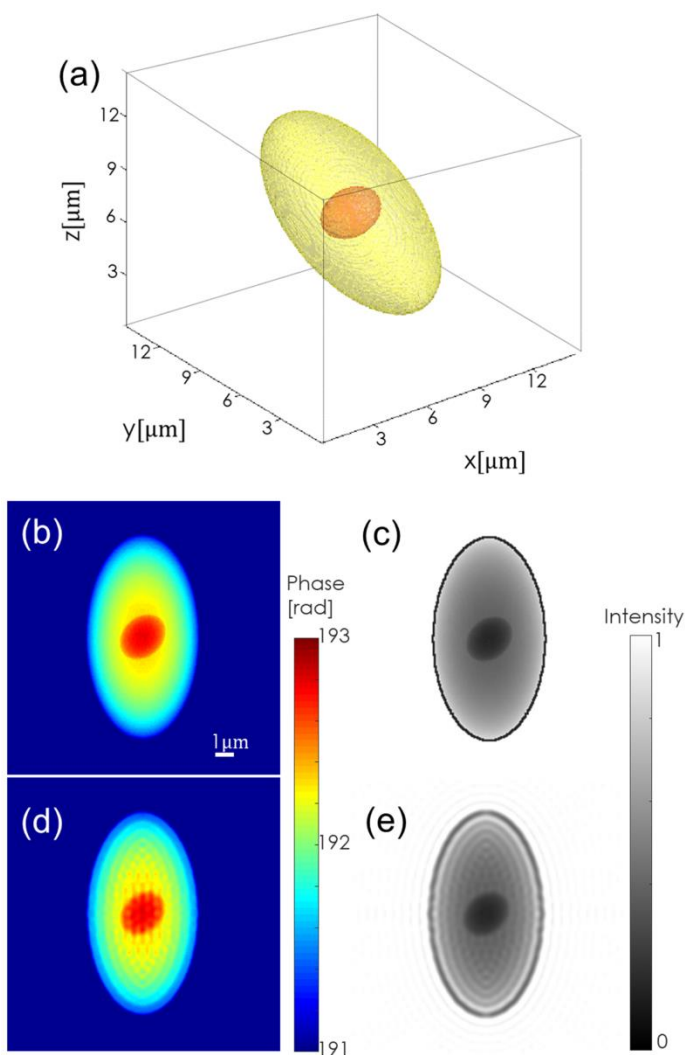 (a)
12
9
6
3
z[μm]
12
9
6
3
y[μm]
3
6
9
12
x[μm]
(b)
1μm
Phase
[rad]
193
192
191
(c)
Intensity
1
0
(d)
(e)